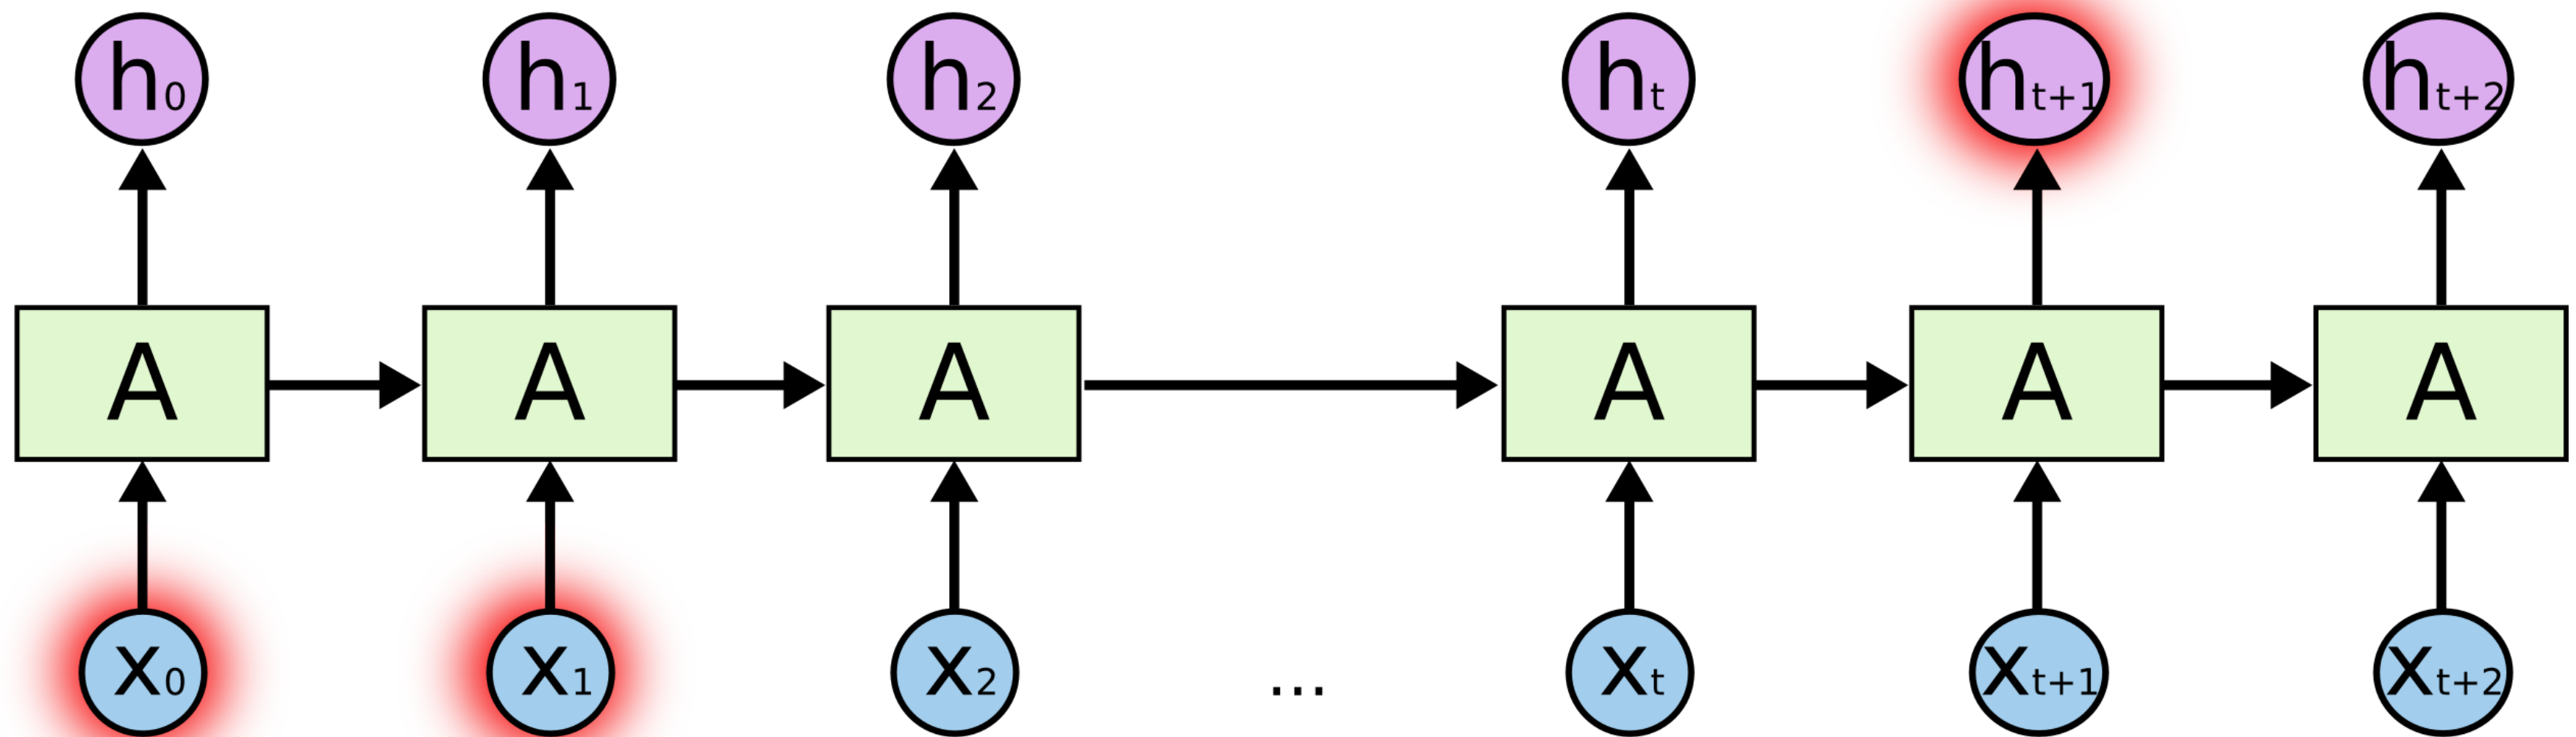 h0 h1 h2 ht ht+1 ht+2
A A A A A A
x0 x1 x2 ... xt xt+1 xt+2